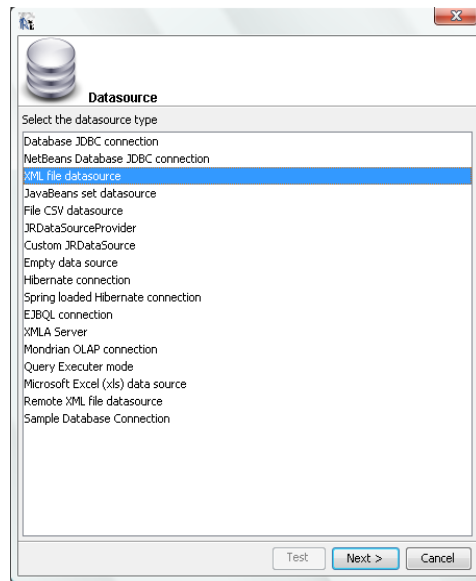 Datasource
Select the datasource type
Database JDBC connection
NetBeans Database JDBC connection
XML file datasource
JavaBeans set datasource
File CSV datasource
JRDataSourceProvider
Custom JRDataSource
Empty data source
Hibernate connection
Spring loaded Hibernate connection
EJBQL connection
XMLA Server
Mondrian OLAP connection
Query Executer mode
Microsoft Excel (xls) data source
Remote XML file datasource
Sample Database Connection
Test Next > Cancel